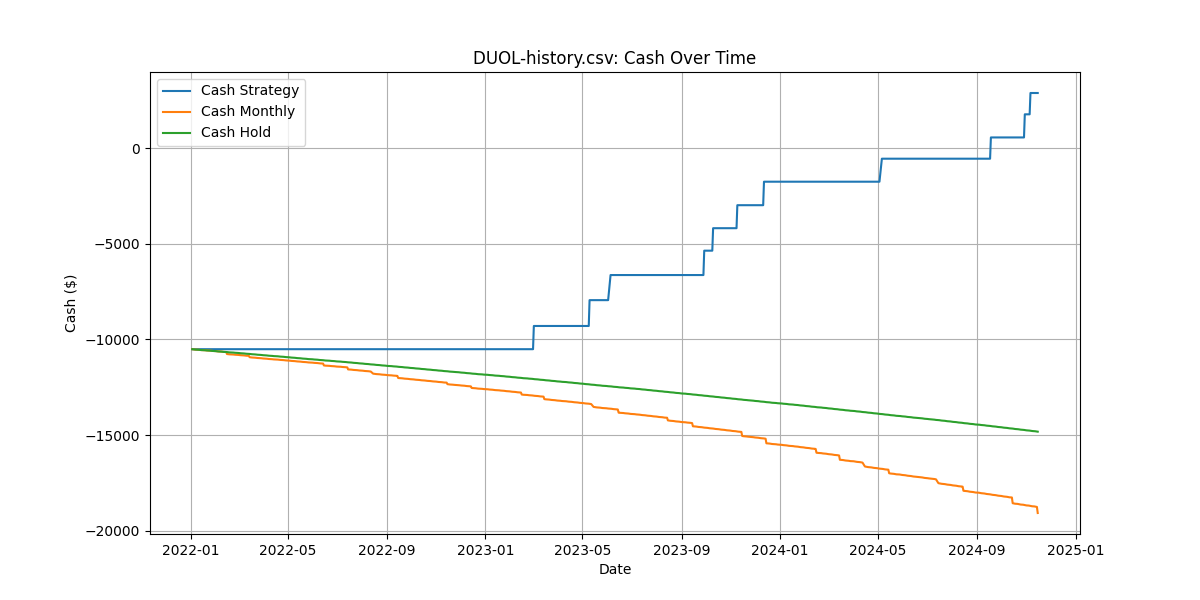 DUOL-history.csv: Cash Over Time
Cash Strategy
Cash Monthly
Cash Hold
0
−5000
−10000
−15000
−20000
Cash ($)
2022-01 2022-05 2022-09 2023-01 2023-05 2023-09 2024-01 2024-05 2024-09 2025-01
Date